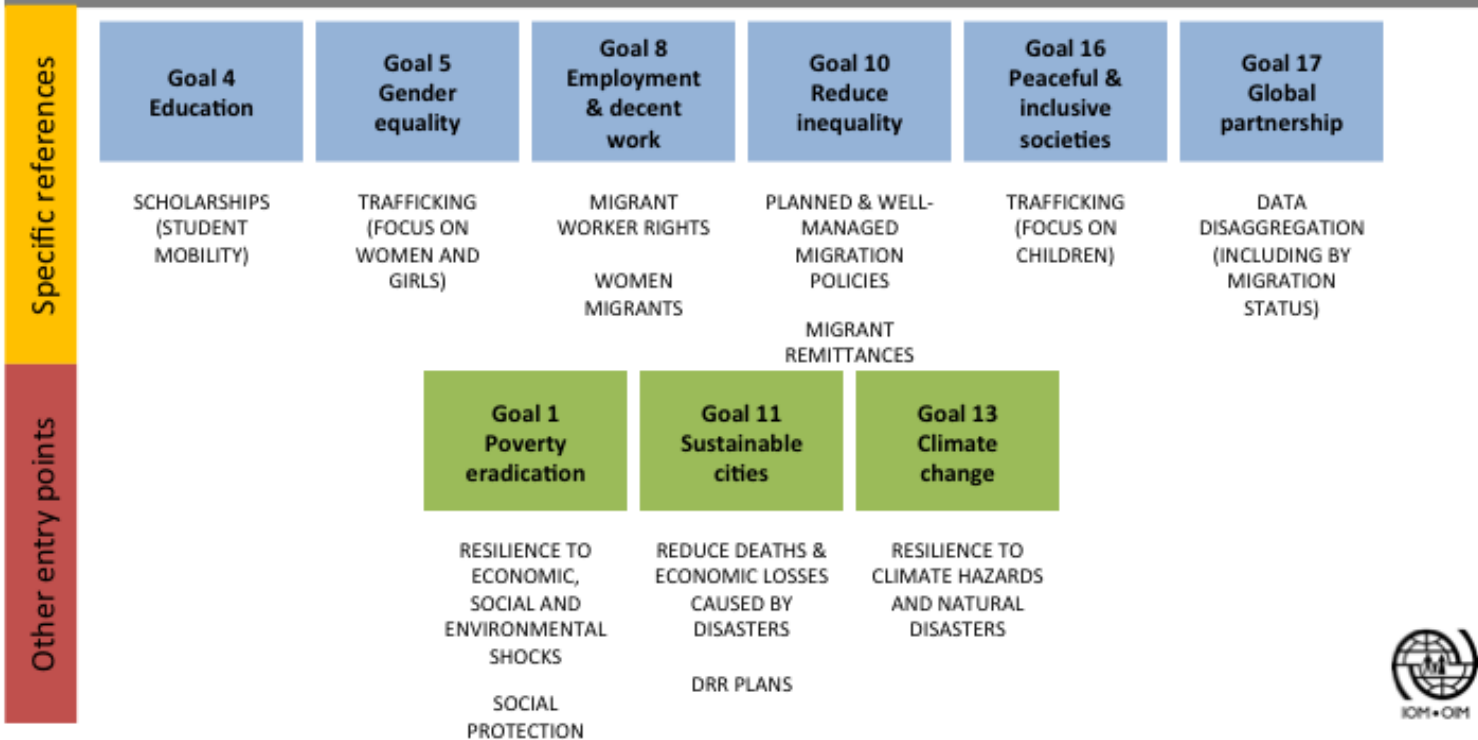 Specific references
Goal 4
Education
SCHOLARSHIPS
(STUDENT
MOBILITY)
Goal 5
Gender
equality
TRAFFICKING
(FOCUS ON
WOMEN AND
GIRLS)
Goal 8
Employment
& decent
work
MIGRANT
WORKER RIGHTS
WOMEN
MIGRANTS
Goal 10
Reduce
inequality
PLANNED & WELL-
MANAGED
MIGRATION
POLICIES
MIGRANT
REMITTANCES
Goal 16
Peaceful &
inclusive
societies
TRAFFICKING
(FOCUS ON
CHILDREN)
Goal 17
Global
partnership
DATA
DISAGGREGATION
(INCLUDING BY
MIGRATION
STATUS)
Other entry points
Goal 1
Poverty
eradication
RESILIENCE TO
ECONOMIC,
SOCIAL AND
ENVIRONMENTAL
SHOCKS
SOCIAL
PROTECTION
Goal 11
Sustainable
cities
REDUCE DEATHS &
ECONOMIC LOSSES
CAUSED BY
DISASTERS
DRR PLANS
Goal 13
Climate
change
RESILIENCE TO
CLIMATE HAZARDS
AND NATURAL
DISASTERS
IOM•OIM